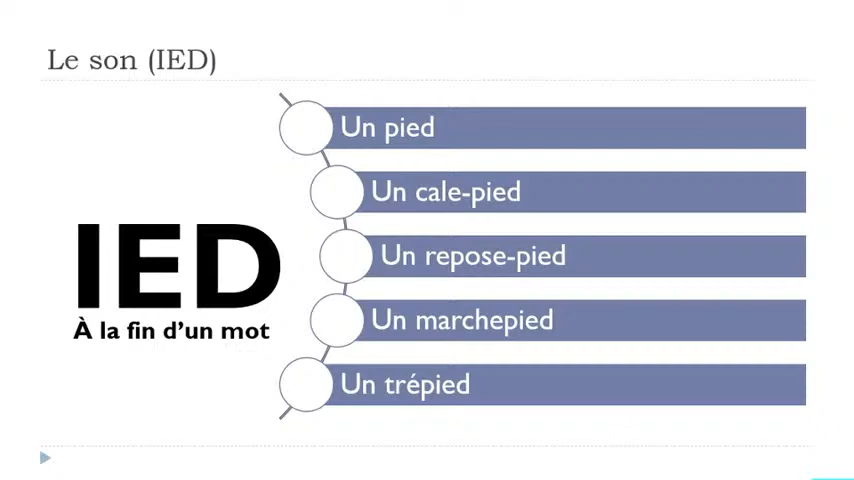 Le son (IED)
IED
À la fin d'un mot
Un pied
Un cale-pied
Un repose-pied
Un marchepied
Un trépied